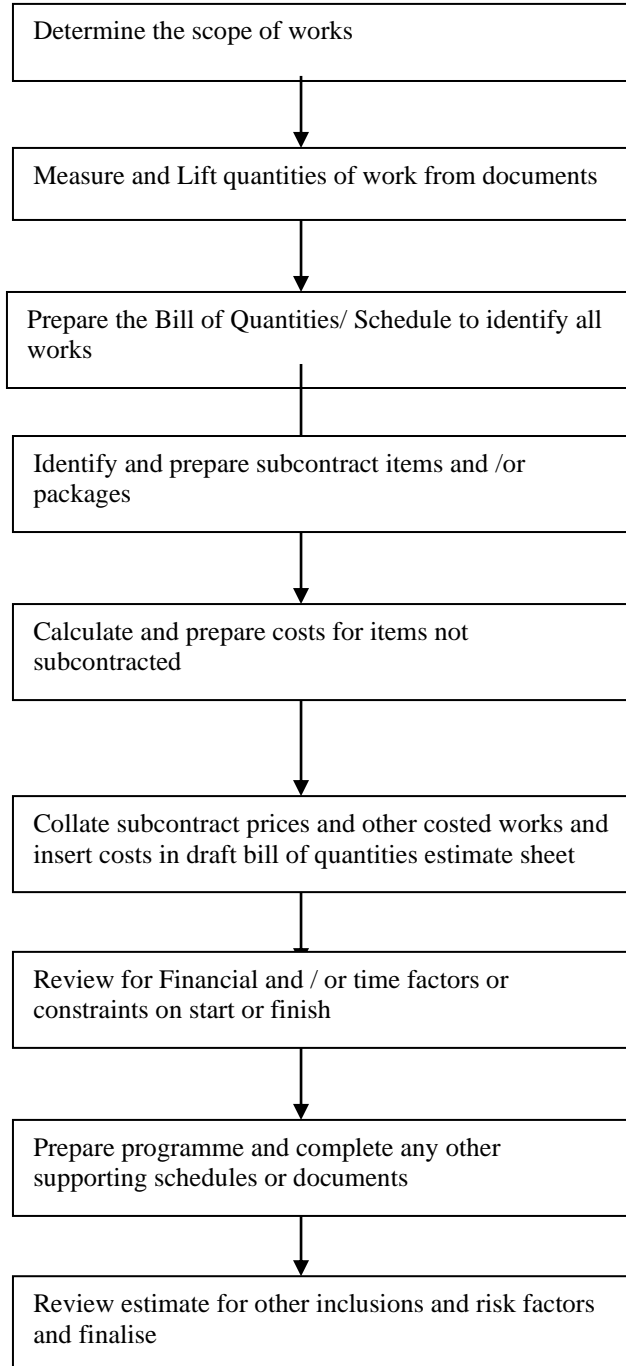 Determine the scope of works
Measure and Lift quantities of work from documents
Prepare the Bill of Quantities/ Schedule to identify all
works
Identify and prepare subcontract items and /or
packages
Calculate and prepare costs for items not
subcontracted
Collate subcontract prices and other costed works and
insert costs in draft bill of quantities estimate sheet
Review for Financial and / or time factors or
constraints on start or finish
Prepare programme and complete any other
supporting schedules or documents
Review estimate for other inclusions and risk factors
and finalise